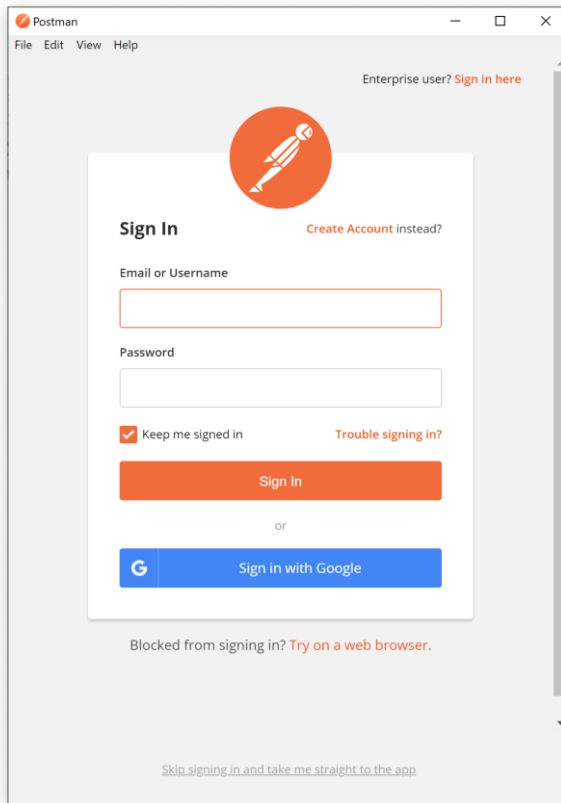 Postman
File Edit View Help
Enterprise user? Sign in here
Sign In
Create Account instead?
Email or Username
Password
Keep me signed in
Trouble signing in?
Sign In
or
G Sign in with Google
Blocked from signing in? Try on a web browser.
Skip signing in and take me straight to the app